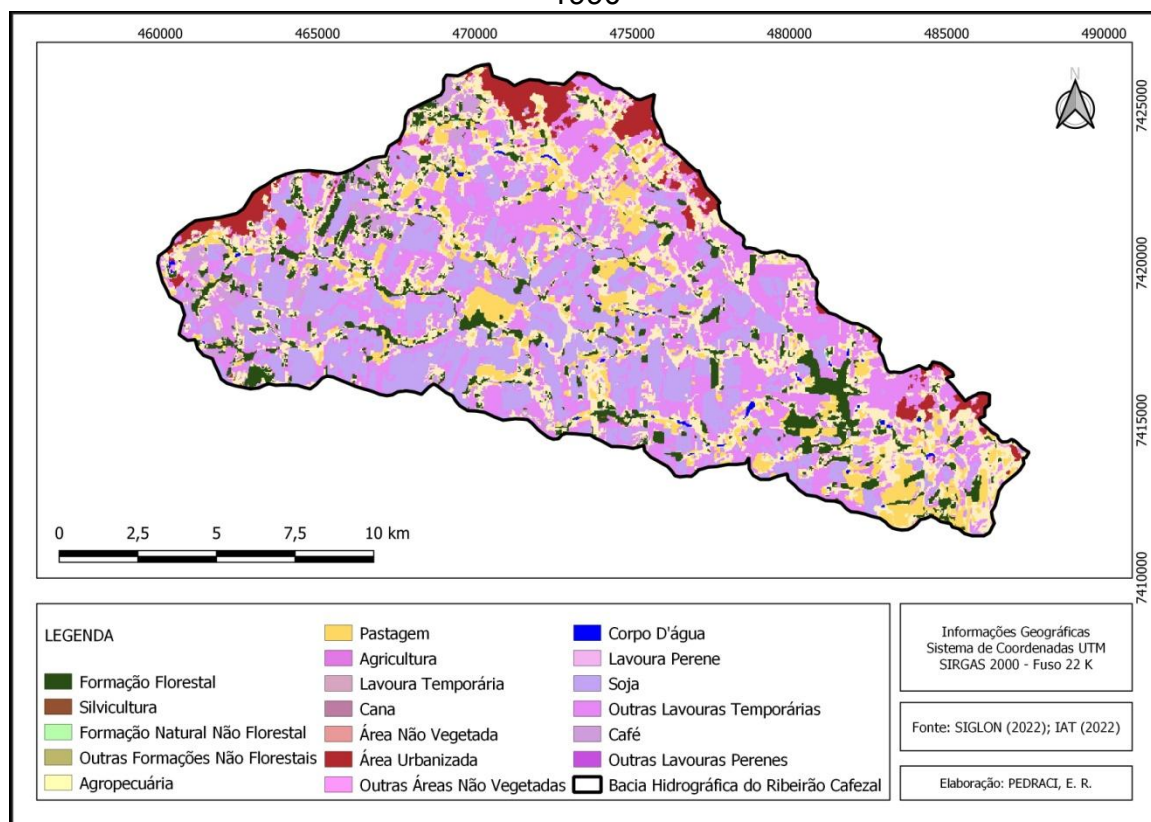 460000 465000 470000 475000 480000 485000 490000
N
7425000
7420000
7415000
7410000
0 2,5 5 7,5 10 km
LEGENDA
Formação Florestal
Silvicultura
Formação Natural Não Florestal
Outras Formações Não Florestais
Agropecuária
Pastagem
Agricultura
Lavoura Temporária
Cana
Área Não Vegetada
Área Urbanizada
Outras Áreas Não Vegetadas
Corpo D'água
Lavoura Perene
Soja
Outras Lavouras Temporárias
Café
Outras Lavouras Perenes
Bacia Hidrográfica do Ribeirão Cafezal
Informações Geográficas
Sistema de Coordenadas UTM
SIRGAS 2000 - Fuso 22 K
Fonte: SIGLON (2022); IAT (2022)
Elaboração: PEDRACI, E. R.